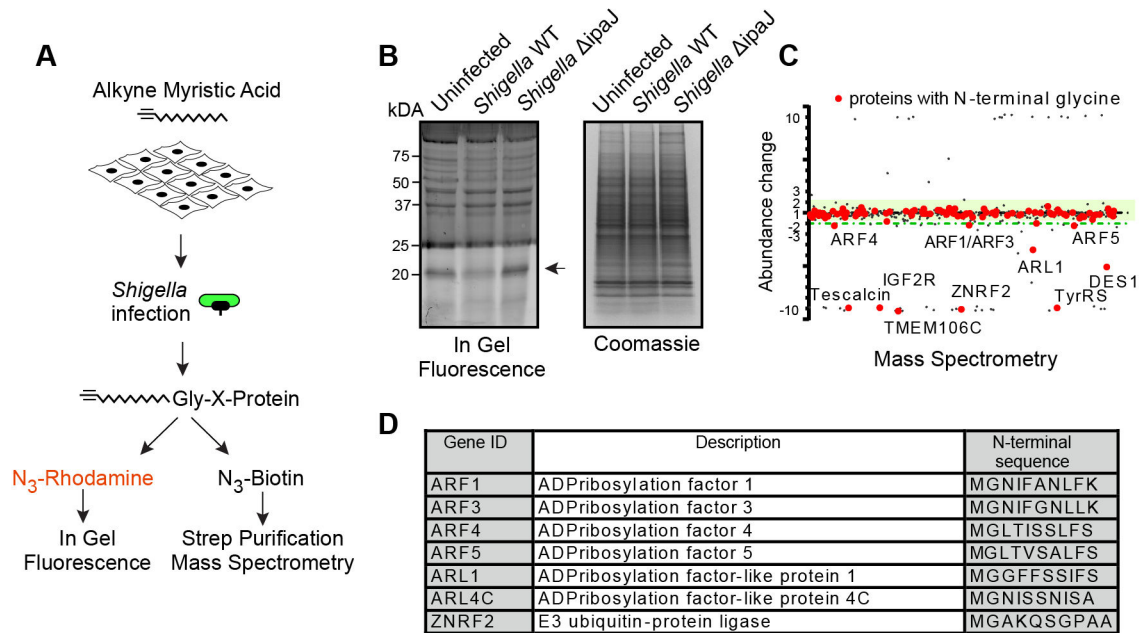 A
Alkyne Myristic Acid
Shigella
infection
Gly-X-Protein
N3-Rhodamine
N3-Biotin
In Gel
Fluorescence
Strep Purification
Mass Spectrometry
B
Uninfected
Shigella WT
Shigella ΔipaJ
Uninfected
Shigella WT
Shigella ΔipaJ
kDA
75
50
37
25
20
In Gel
Fluorescence
Coomassie
C
proteins with N-terminal glycine
Abundance change
10
3
2
1
-2
-3
-10
ARF4
ARF1/ARF3
ARF5
ARL1
DES1
IGF2R
Tescalcin
ZNRF2
TyrRS
TMEM106C
Mass Spectrometry
D
Gene ID Description N-terminal
sequence
ARF1 ADPribosylation factor 1 MGNIFANLFK
ARF3 ADPribosylation factor 3 MGNIFGNLLK
ARF4 ADPribosylation factor 4 MGLTISSLFS
ARF5 ADPribosylation factor 5 MGLTVSALFS
ARL1 ADPribosylation factor-like protein 1 MGGFFSSIFS
ARL4C ADPribosylation factor-like protein 4C MGNISSNISA
ZNRF2 E3 ubiquitin-protein ligase MGAKQSGPAA